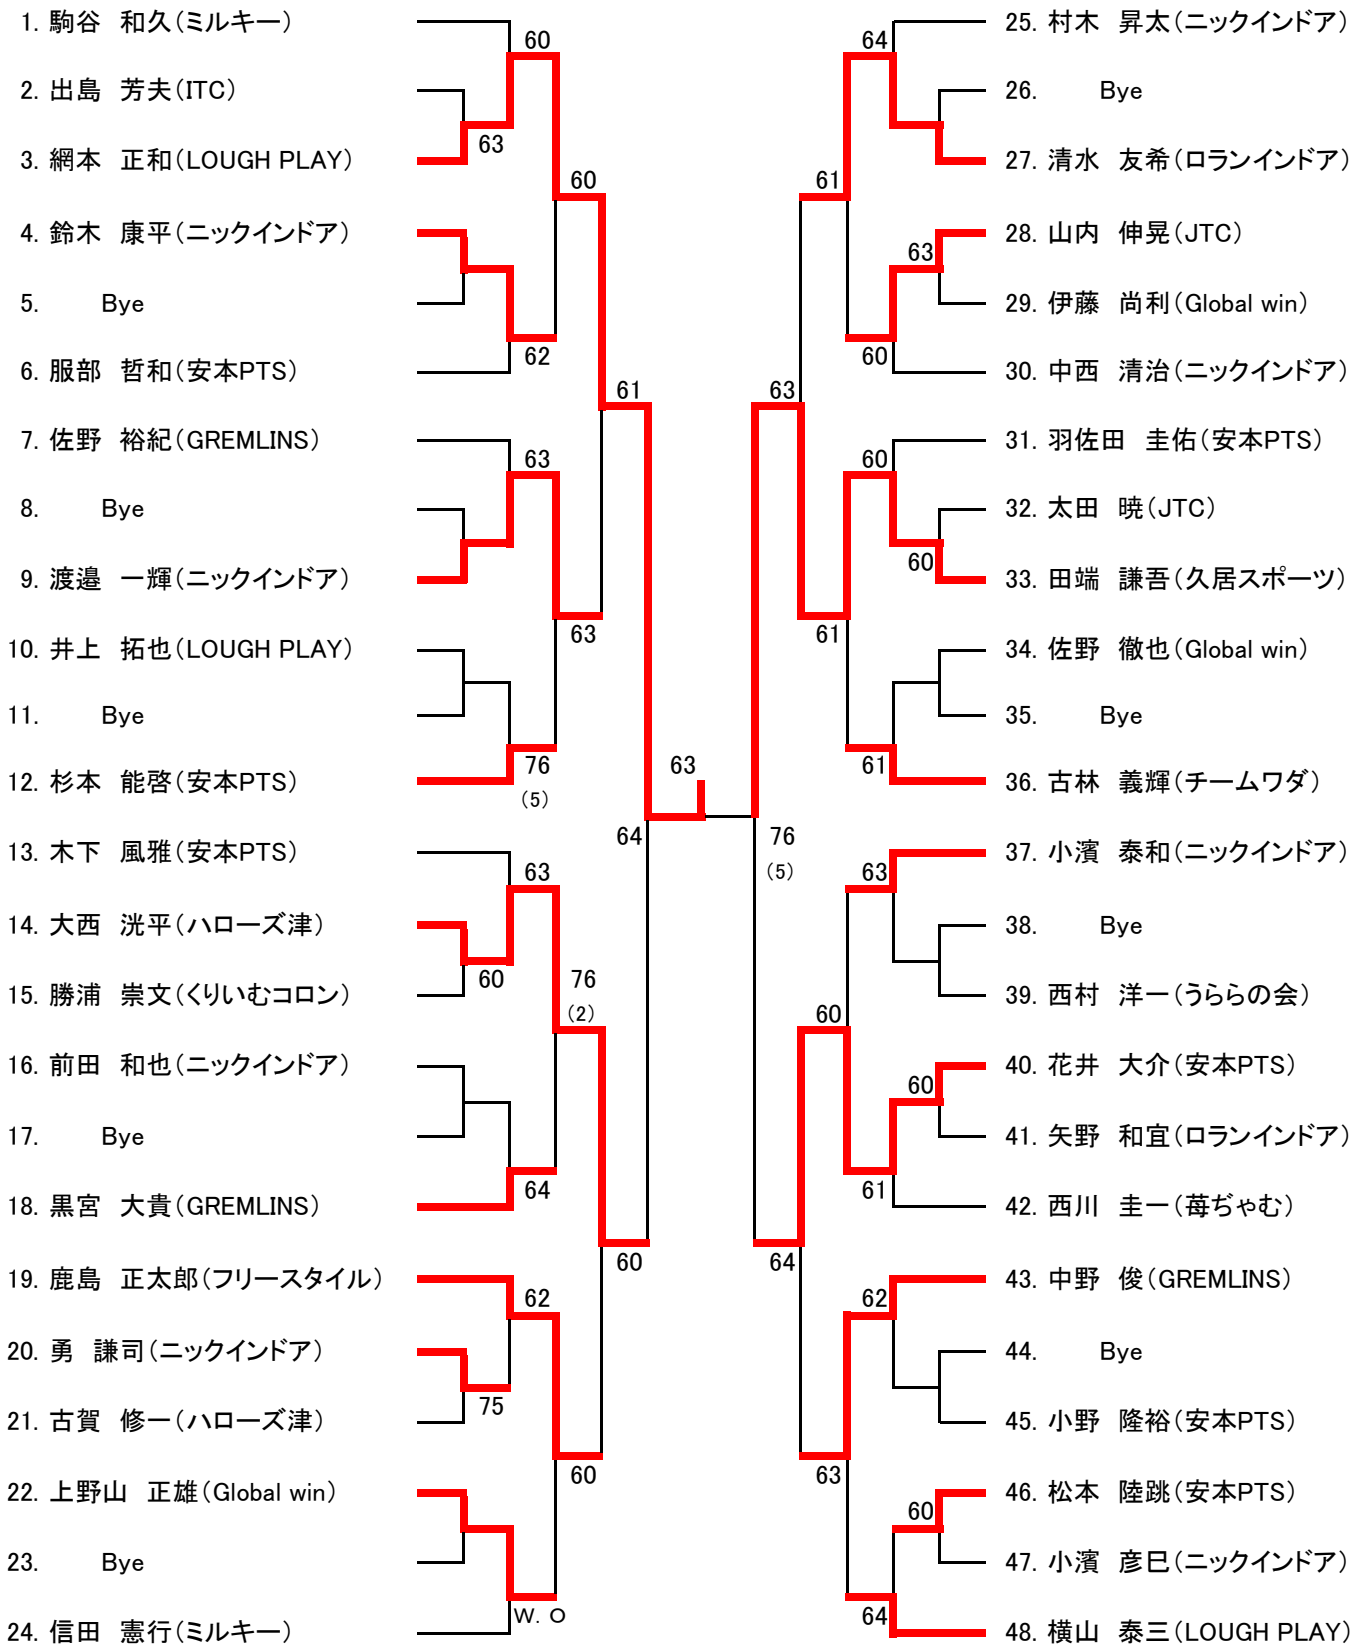 1. 駒谷　和久(ミルキー)
2. 出島　芳夫(ITC)
3. 網本　正和(LOUGH PLAY)
4. 鈴木　康平(ニックインドア)
5. Bye
6. 服部　哲和(安本PTS)
7. 佐野　裕紀(GREMLINS)
8. Bye
9. 渡邉　一輝(ニックインドア)
10. 井上　拓也(LOUGH PLAY)
11. Bye
12. 杉本　能啓(安本PTS)
13. 木下　風雅(安本PTS)
14. 大西　洸平(ハローズ津)
15. 勝浦　崇文(くりいむコロン)
16. 前田　和也(ニックインドア)
17. Bye
18. 黒宮　大貴(GREMLINS)
19. 鹿島　正太郎(フリースタイル)
20. 勇　謙司(ニックインドア)
21. 古賀　修一(ハローズ津)
22. 上野山　正雄(Global win)
23. Bye
24. 信田　憲行(ミルキー)
60
63
60
62
61
63
63
76
(5)
64
63
60
76
(2)
64
60
62
75
60
W. O
63
25. 村木　昇太(ニックインドア)
26. Bye
27. 清水　友希(ロランインドア)
28. 山内　伸晃(JTC)
29. 伊藤　尚利(Global win)
30. 中西　清治(ニックインドア)
31. 羽佐田　圭佑(安本PTS)
32. 太田　暁(JTC)
33. 田端　謙吾(久居スポーツ)
34. 佐野　徹也(Global win)
35. Bye
36. 古林　義輝(チームワダ)
37. 小濱　泰和(ニックインドア)
38. Bye
39. 西村　洋一(うららの会)
40. 花井　大介(安本PTS)
41. 矢野　和宜(ロランインドア)
42. 西川　圭一(苺ぢゃむ)
43. 中野　俊(GREMLINS)
44. Bye
45. 小野　隆裕(安本PTS)
46. 松本　陸跳(安本PTS)
47. 小濱　彦巳(ニックインドア)
48. 横山　泰三(LOUGH PLAY)
64
61
63
60
63
60
60
61
61
76
(5)
63
60
60
61
64
62
63
60
64